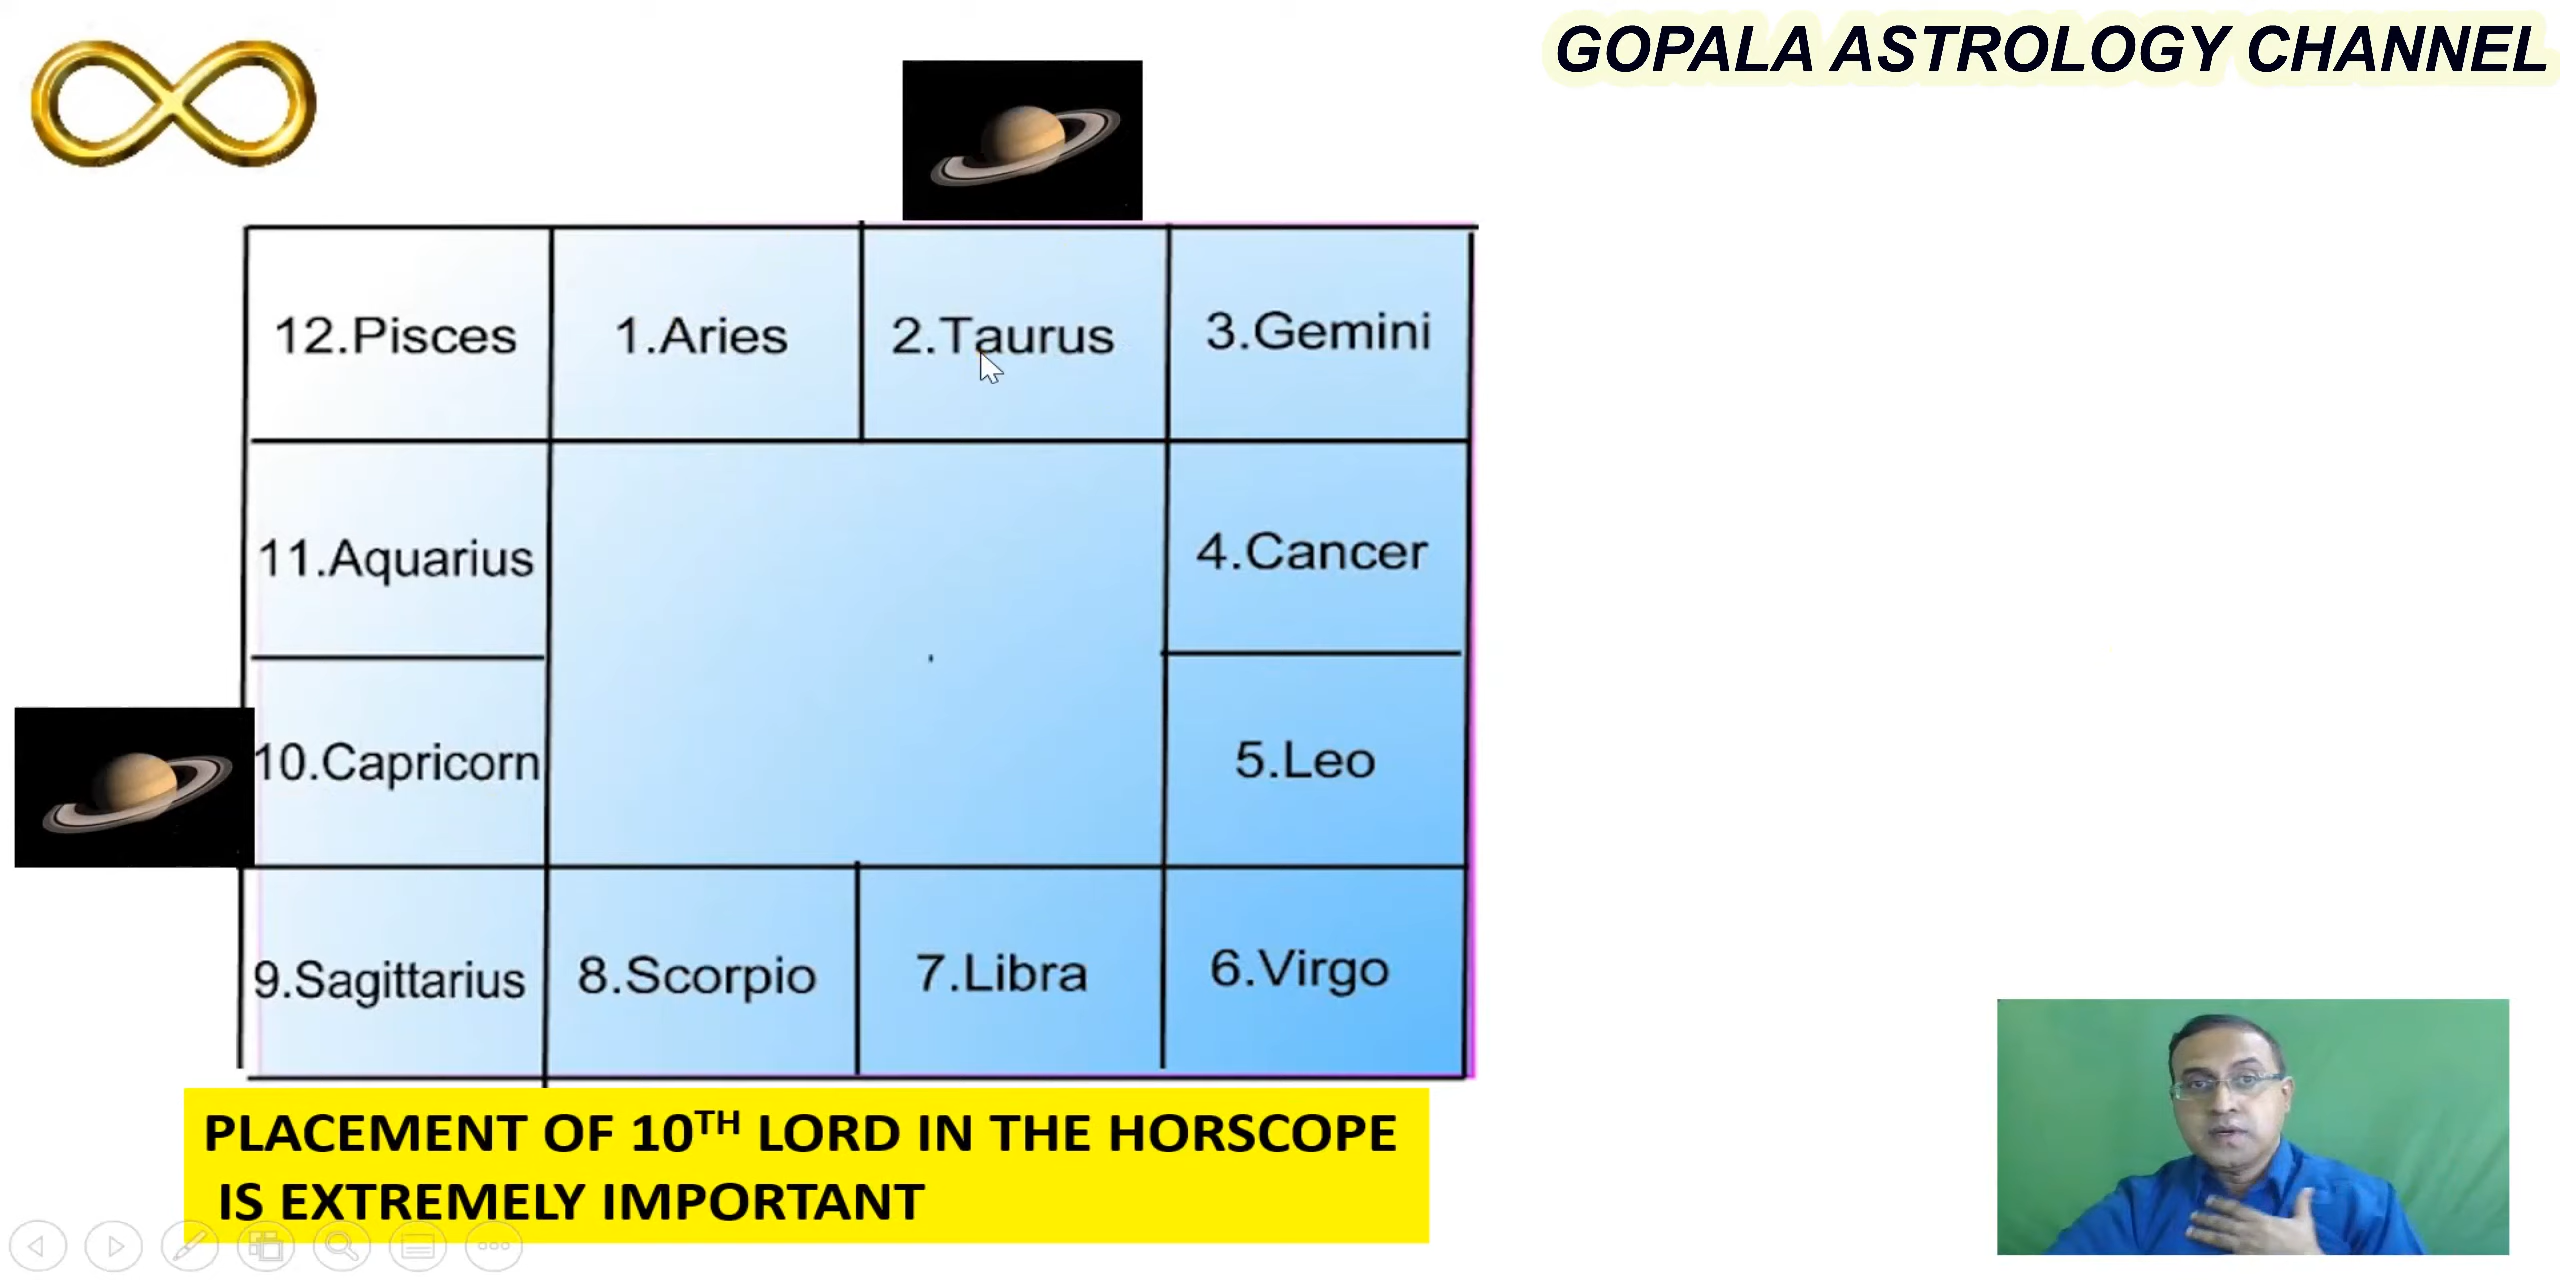 GOPALA ASTROLOGY CHANNEL
12.Pisces
1.Aries
2.Taurus
3.Gemini
11.Aquarius
4.Cancer
10.Capricorn
5.Leo
9.Sagittarius
8.Scorpio
7.Libra
6.Virgo
PLACEMENT OF 10TH LORD IN THE HORSCOPE
IS EXTREMELY IMPORTANT